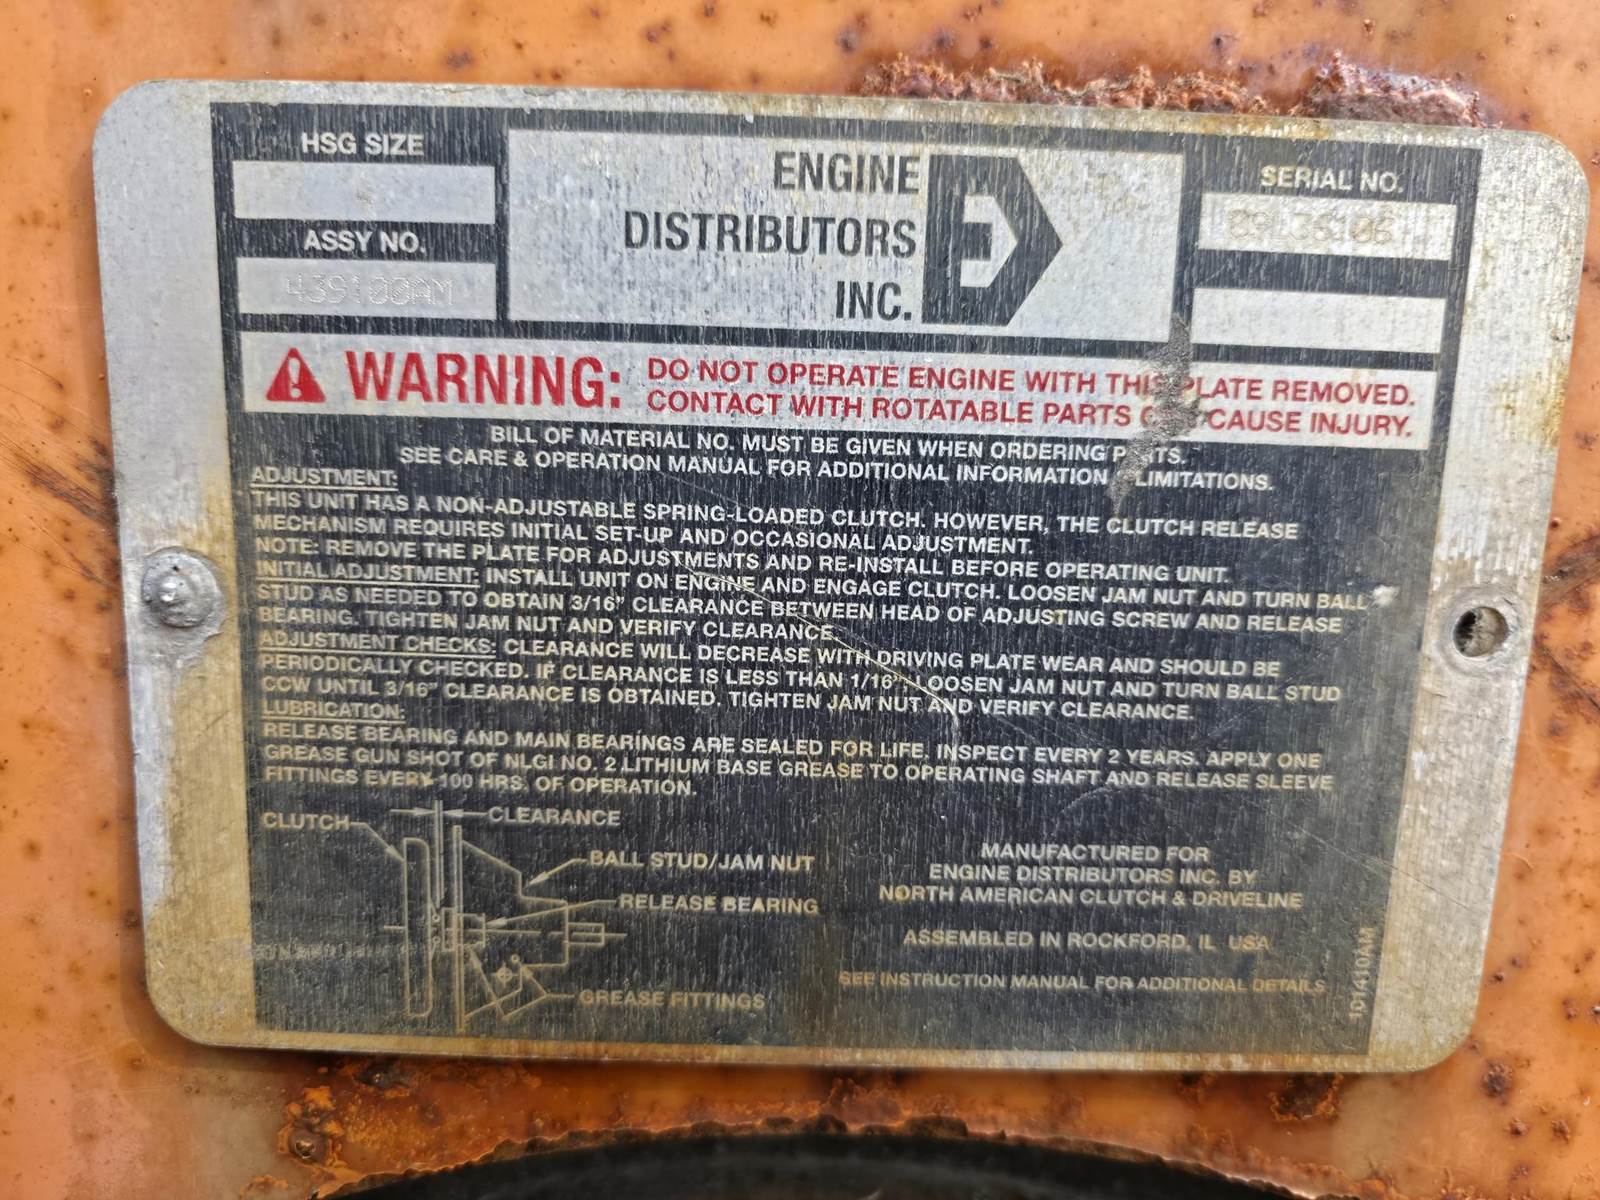 HSG SIZE
ASSY NO.
439100AM
ENGINE
DISTRIBUTORS
INC.
SERIAL NO.
WARNING:
DO NOT OPERATE ENGINE WITH THIS PLATE REMOVED.
CONTACT WITH ROTATABLE PARTS CAUSE INJURY.
BILL OF MATERIAL NO. MUST BE GIVEN WHEN ORDERING PARTS.
SEE CARE & OPERATION MANUAL FOR ADDITIONAL INFORMATION LIMITATIONS.
ADJUSTMENT:
THIS UNIT HAS A NON-ADJUSTABLE SPRING-LOADED CLUTCH. HOWEVER, THE CLUTCH RELEASE
MECHANISM REQUIRES INITIAL SET-UP AND OCCASIONAL ADJUSTMENT.
NOTE: REMOVE THE PLATE FOR ADJUSTMENTS AND RE-INSTALL BEFORE OPERATING UNIT.
INITIAL ADJUSTMENT: INSTALL UNIT ON ENGINE AND ENGAGE CLUTCH. LOOSEN JAM NUT AND TURN BALL
STUD AS NEEDED TO OBTAIN 3/16" CLEARANCE BETWEEN HEAD OF ADJUSTING SCREW AND RELEASE
BEARING. TIGHTEN JAM NUT AND VERIFY CLEARANCE.
ADJUSTMENT CHECKS: CLEARANCE WILL DECREASE WITH DRIVING PLATE WEAR AND SHOULD BE
PERIODICALLY CHECKED. IF CLEARANCE IS LESS THAN 1/16", LOOSEN JAM NUT AND TURN BALL STUD
CCW UNTIL 3/16" CLEARANCE IS OBTAINED. TIGHTEN JAM NUT AND VERIFY CLEARANCE.
LUBRICATION:
RELEASE BEARING AND MAIN BEARINGS ARE SEALED FOR LIFE. INSPECT EVERY 2 YEARS. APPLY ONE
GREASE GUN SHOT OF NLGI NO. 2 LITHIUM BASE GREASE TO OPERATING SHAFT AND RELEASE SLEEVE
FITTINGS EVERY 100 HRS. OF OPERATION.
CLUTCH
CLEARANCE
BALL STUD/JAM NUT
RELEASE BEARING
GREASE FITTINGS
MANUFACTURED FOR
ENGINE DISTRIBUTORS INC. BY
NORTH AMERICAN CLUTCH & DRIVELINE
ASSEMBLED IN ROCKFORD, IL USA
SEE INSTRUCTION MANUAL FOR ADDITIONAL DETAILS
101410AM